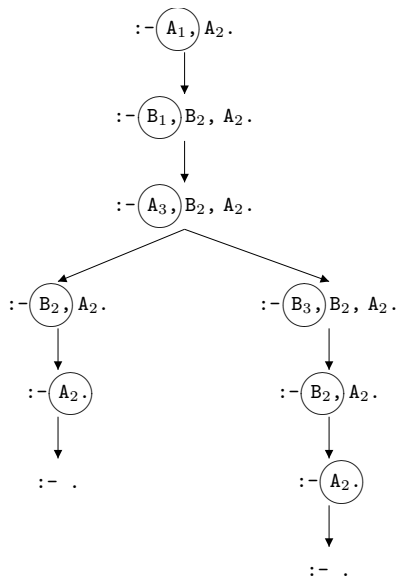 :- A₁, A₂.
:- B₁, B₂, A₂.
:- A₃, B₂, A₂.
:- B₂, A₂.
:- B₃, B₂, A₂.
:- A₂.
:- B₂, A₂.
:- .
:- A₂.
:- .